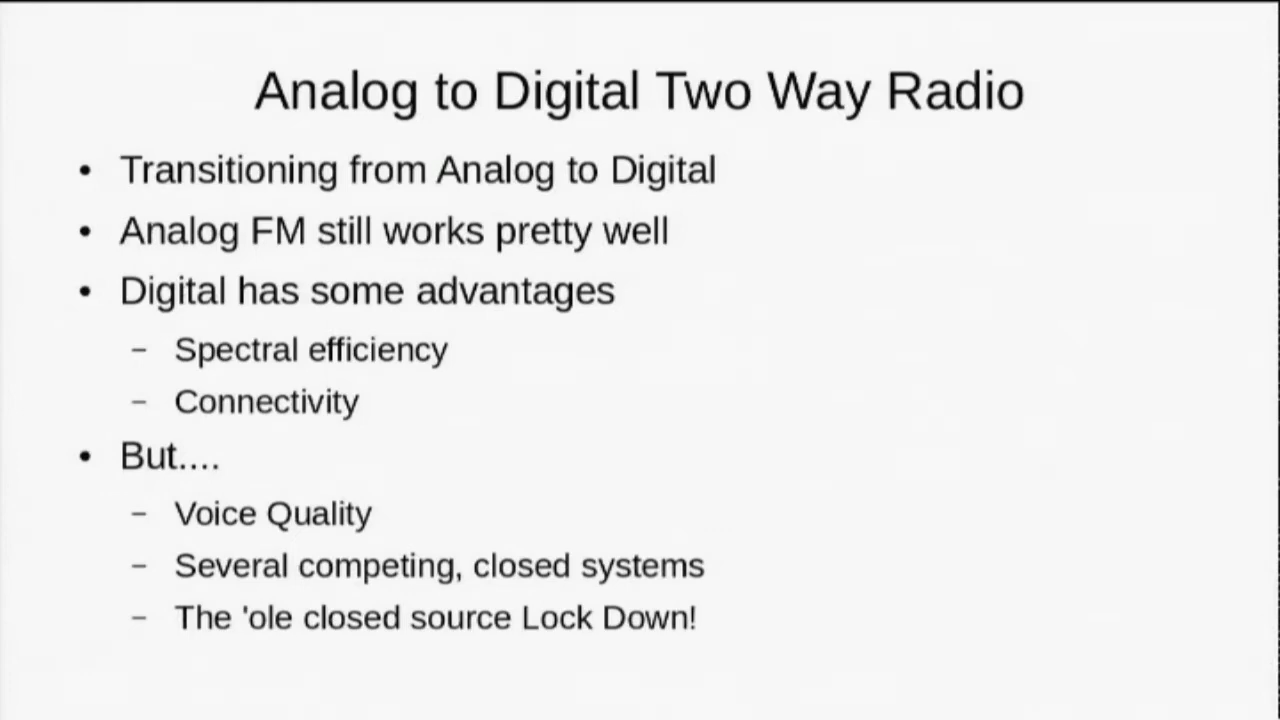 Analog to Digital Two Way Radio
• Transitioning from Analog to Digital
• Analog FM still works pretty well
• Digital has some advantages
– Spectral efficiency
– Connectivity
• But....
– Voice Quality
– Several competing, closed systems
– The 'ole closed source Lock Down!